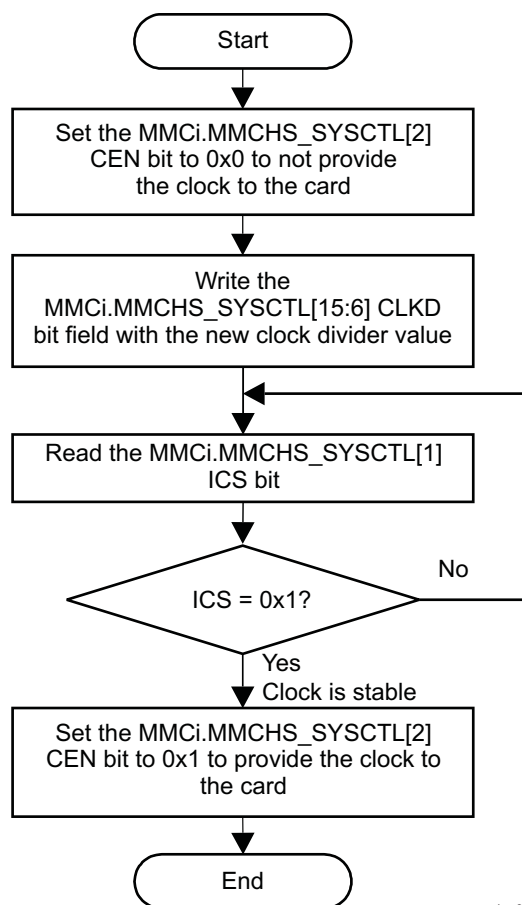 Start
Set the MMCi.MMCHS_SYSCTL[2]
CEN bit to 0x0 to not provide
the clock to the card
Write the
MMCi.MMCHS_SYSCTL[15:6] CLKD
bit field with the new clock divider value
Read the MMCi.MMCHS_SYSCTL[1]
ICS bit
ICS = 0x1?
No
Yes
Clock is stable
Set the MMCi.MMCHS_SYSCTL[2]
CEN bit to 0x1 to provide the clock to
the card
End